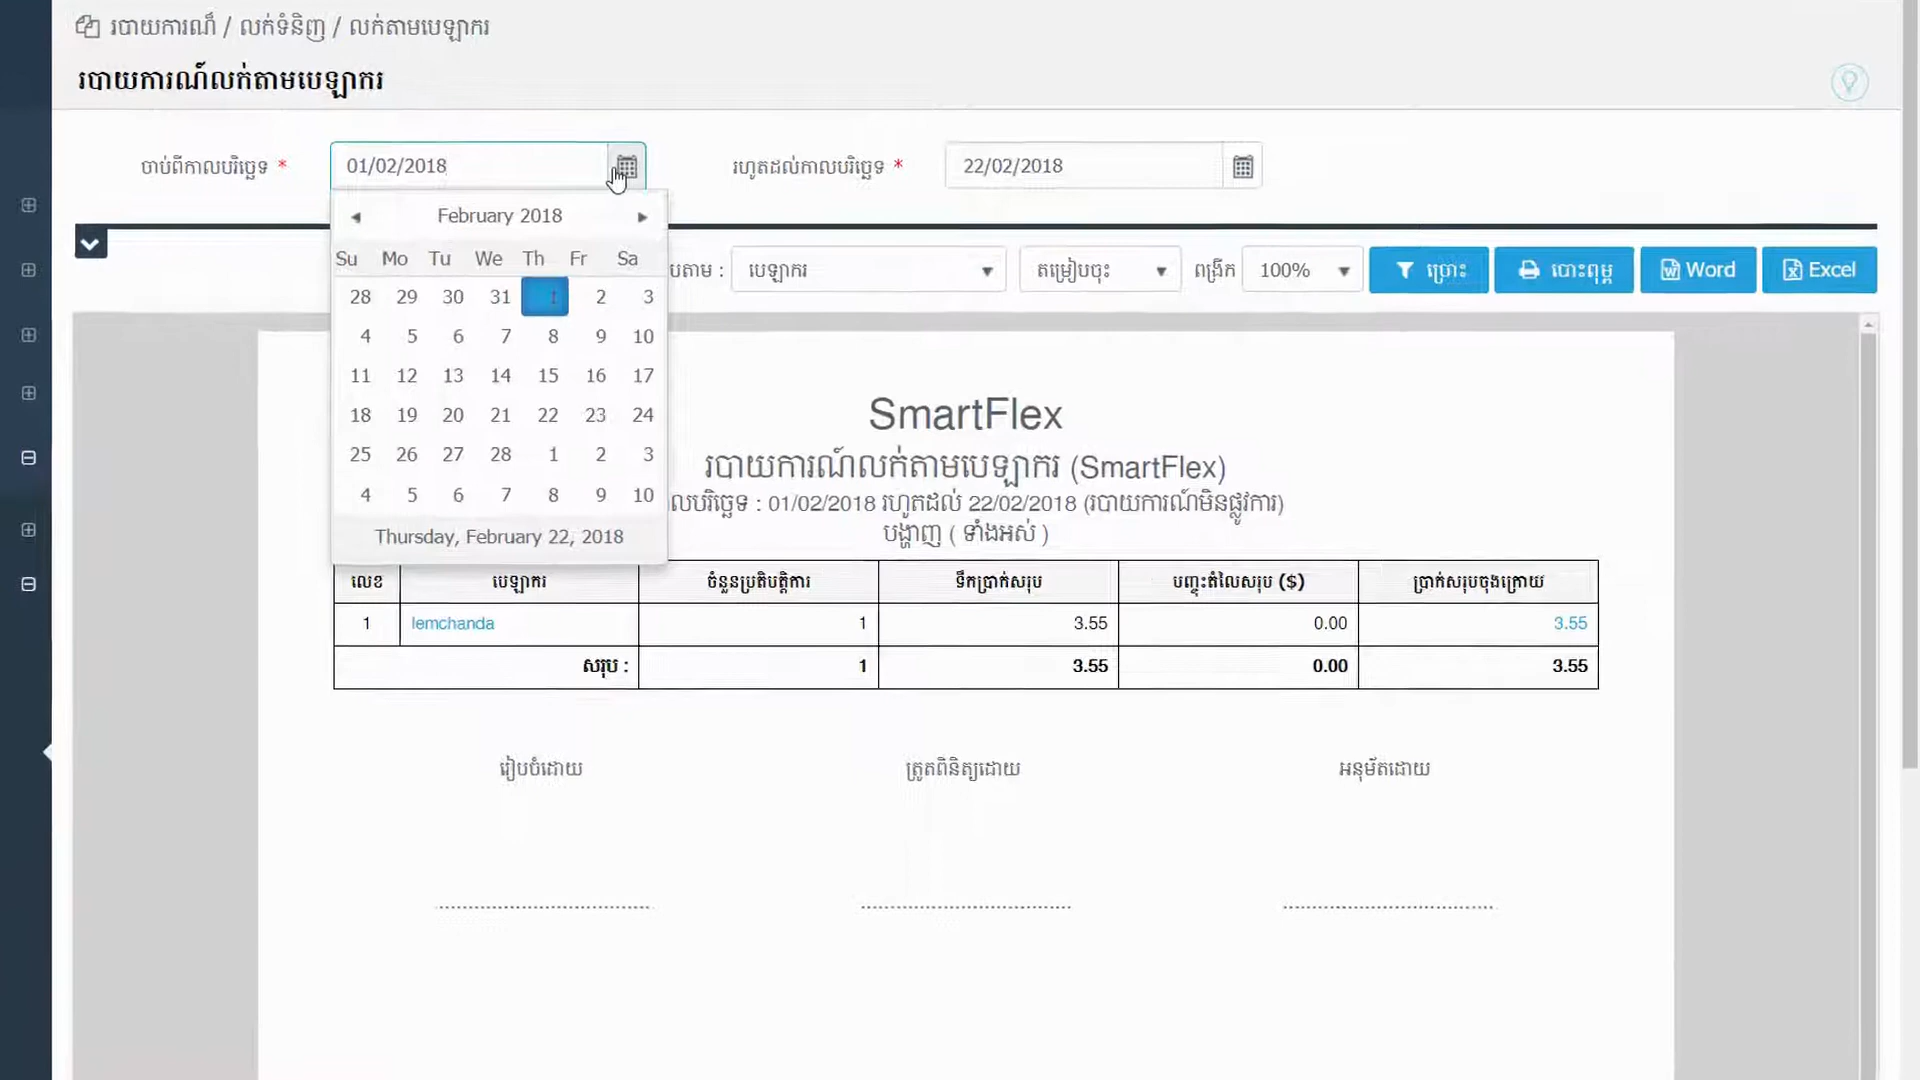 របាយការណ៍ / លក់ទំនិញ / លក់តាមបេឡាករ
របាយការណ៍លក់តាមបេឡាករ
ចាប់ពីកាលបរិច្ឆេទ * 01/02/2018 រហូតដល់កាលបរិច្ឆេទ * 22/02/2018
February 2018
Su Mo Tu We Th Fr Sa
28 29 30 31 1 2 3
4 5 6 7 8 9 10
11 12 13 14 15 16 17
18 19 20 21 22 23 24
25 26 27 28 1 2 3
4 5 6 7 8 9 10
Thursday, February 22, 2018
បេឡាករ តម្រៀបចុះ ពង្រីក 100% ច្រោះ បោះពុម្ព Word Excel
SmartFlex
របាយការណ៍លក់តាមបេឡាករ (SmartFlex)
01/02/2018 រហូតដល់ 22/02/2018 (របាយការណ៍មិនផ្លូវការ)
បង្ហាញ ( ទាំងអស់ )
លេខ បេឡាករ ចំនួនប្រតិបត្តិការ ទឹកប្រាក់សរុប បញ្ចុះតំលៃសរុប ($) ប្រាក់សរុបចុងក្រោយ
1 lemchanda 1 3.55 0.00 3.55
សរុប : 1 3.55 0.00 3.55
រៀបចំដោយ ត្រួតពិនិត្យដោយ អនុម័តដោយ